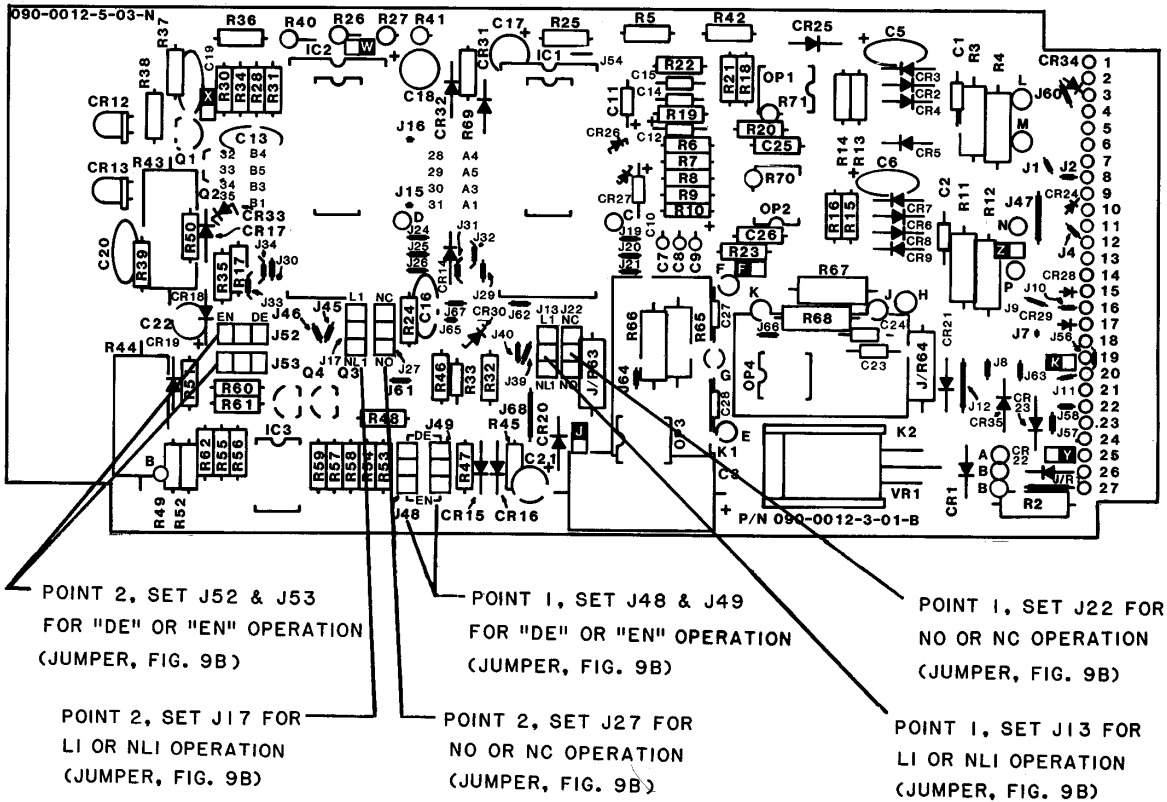 090-0012-5-03-N
R37
R36
R40
R26
R27
R41
C17
R25
R5
R42
CR25
C5
C1
R3
R4
R38
C19
W
IC2
CR31
IC1
J54
CR34
1
2
3
4
5
6
7
8
9
10
11
12
13
14
15
16
17
18
19
20
21
22
23
24
25
26
27
X
R30
R34
R28
R31
C18
CR32
R69
C11
C15
R22
C14
R19
C12
R21
R18
OP1
R71
CR3
CR2
CR4
L
J60
M
CR12
Q1
C13
J16
CR26
R6
R7
R8
R9
R10
R20
C25
R14
R13
CR5
J1
J2
CR13
R43
32
33
34
35
B4
B5
B3
B1
28
29
30
31
A4
A5
A3
A1
CR27
C10
R70
C6
C2
R11
R12
CR24
Q2
J15
D
C
OP2
R16
R15
CR7
CR6
CR8
CR9
J47
N
Z
J4
CR33
CR17
R50
C20
R39
J34
R35
R17
J30
J33
J24
J25
J26
CR14
J31
J32
J29
J19
J20
J21
C7
C8
C9
C26
R23
F
F
P
CR28
J10
J9
CR29
CR18
C22
CR19
EN
DE
J52
J53
J46
J45
J17
L1
NL1
NC
NO
J27
J61
R24
C16
J67
J65
CR30
J62
J40
J39
J13
J22
L1
NC
NL1
NO
J/R63
R66
R65
C27
K
R67
R68
J66
J
H
C24
C23
CR21
J7
J56
K
R44
R51
R60
R61
Q4
Q3
R46
R33
R32
J64
G
OP4
J/R64
J8
J63
J11
J12
CR35
CR23
J58
J57
R48
J68
CR20
J
C28
E
OP3
K1
C3
K2
VR1
IC3
B
R49
R52
R62
R55
R56
R59
R57
R58
R54
R53
DE
EN
J49
J48
R47
R45
C21
CR15
CR16
CR1
A
B
B
CR22
Y
J/R1
R2
P/N 090-0012-3-01-B
POINT 2, SET J52 & J53
FOR "DE" OR "EN" OPERATION
(JUMPER, FIG. 9B)
POINT 1, SET J48 & J49
FOR "DE" OR "EN" OPERATION
(JUMPER, FIG. 9B)
POINT 1, SET J22 FOR
NO OR NC OPERATION
(JUMPER, FIG. 9B)
POINT 2, SET J17 FOR
LI OR NLI OPERATION
(JUMPER, FIG. 9B)
POINT 2, SET J27 FOR
NO OR NC OPERATION
(JUMPER, FIG. 9B)
POINT 1, SET J13 FOR
LI OR NLI OPERATION
(JUMPER, FIG. 9B)